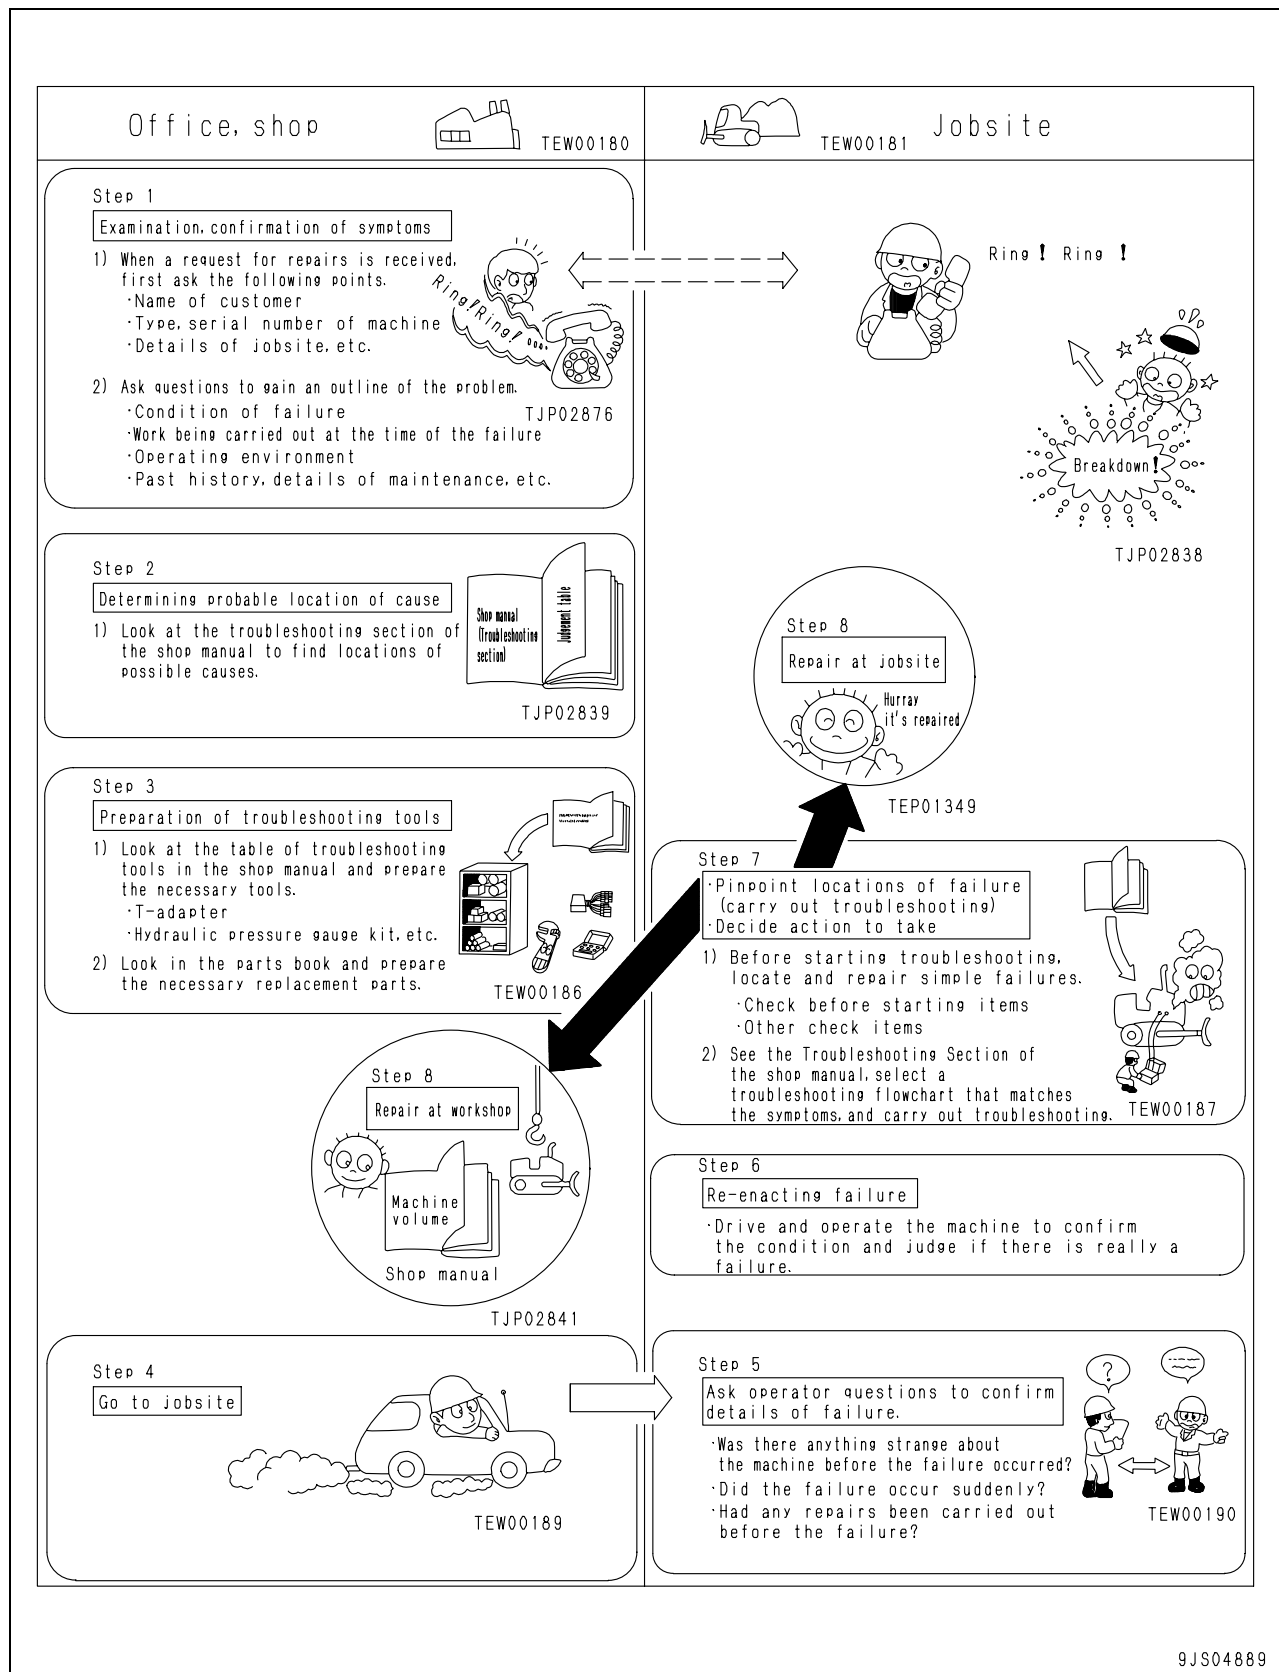 Office, shop
TEW00180
TEW00181
Jobsite
Step 1
Examination, confirmation of symptoms
1) When a request for repairs is received,
first ask the following points.
·Name of customer
·Type, serial number of machine
·Details of jobsite, etc.
Ring! Ring! ....
2) Ask questions to gain an outline of the problem.
·Condition of failure
TJP02876
·Work being carried out at the time of the failure
·Operating environment
·Past history, details of maintenance, etc.
Ring! Ring !
Breakdown!
TJP02838
Step 2
Determining probable location of cause
1) Look at the troubleshooting section of
the shop manual to find locations of
possible causes.
Shop manual
(Troubleshooting
section)
Judgement table
TJP02839
Step 8
Repair at jobsite
Hurray
it's repaired
TEP01349
Step 3
Preparation of troubleshooting tools
1) Look at the table of troubleshooting
tools in the shop manual and prepare
the necessary tools.
·T-adapter
·Hydraulic pressure gauge kit, etc.
2) Look in the parts book and prepare
the necessary replacement parts.
TEW00186
Step 7
·Pinpoint locations of failure
(carry out troubleshooting)
·Decide action to take
1) Before starting troubleshooting,
locate and repair simple failures.
·Check before starting items
·Other check items
2) See the Troubleshooting Section of
the shop manual, select a
troubleshooting flowchart that matches
the symptoms, and carry out troubleshooting.
TEW00187
Step 8
Repair at workshop
Machine
volume
Shop manual
TJP02841
Step 6
Re-enacting failure
·Drive and operate the machine to confirm
the condition and judge if there is really a
failure.
Step 4
Go to jobsite
TEW00189
Step 5
Ask operator questions to confirm
details of failure.
·Was there anything strange about
the machine before the failure occurred?
·Did the failure occur suddenly?
·Had any repairs been carried out
before the failure?
?
TEW00190
9JS04889